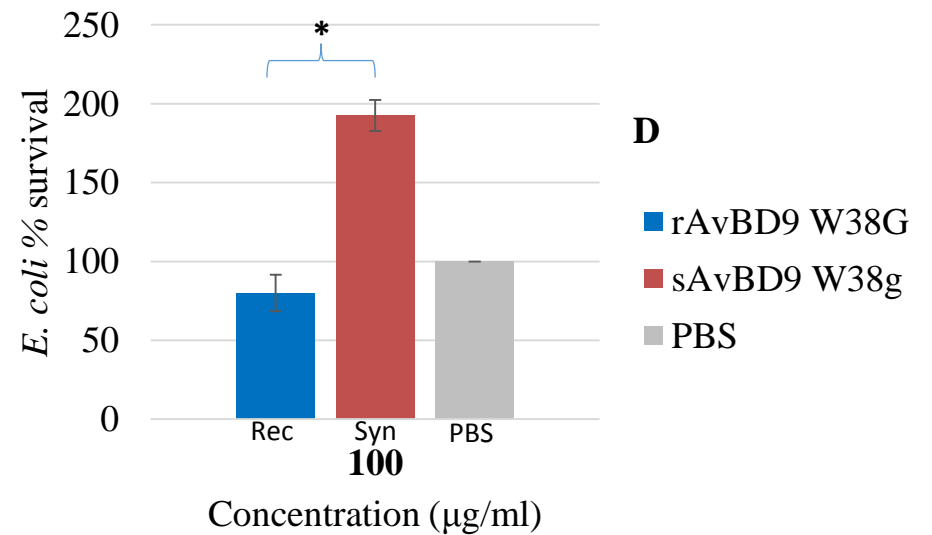 250
*
200
150
100
50
0
E. coli % survival
Rec Syn PBS
100
Concentration (μg/ml)
D
rAvBD9 W38G
sAvBD9 W38g
PBS